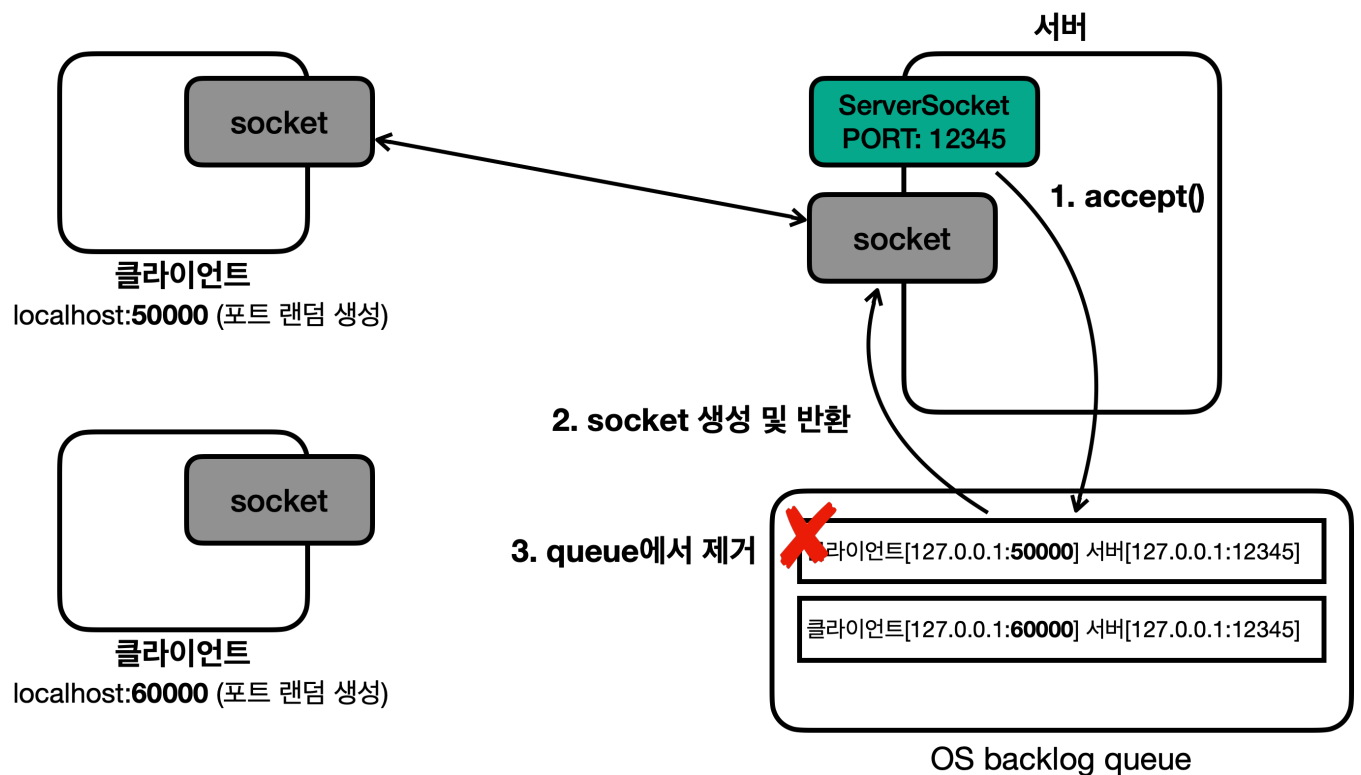 서버
socket
ServerSocket
PORT: 12345
1. accept()
socket
클라이언트
localhost:50000 (포트 랜덤 생성)
2. socket 생성 및 반환
socket
3. queue에서 제거
라이언트[127.0.0.1:50000] 서버[127.0.0.1:12345]
클라이언트[127.0.0.1:60000] 서버[127.0.0.1:12345]
클라이언트
localhost:60000 (포트 랜덤 생성)
OS backlog queue